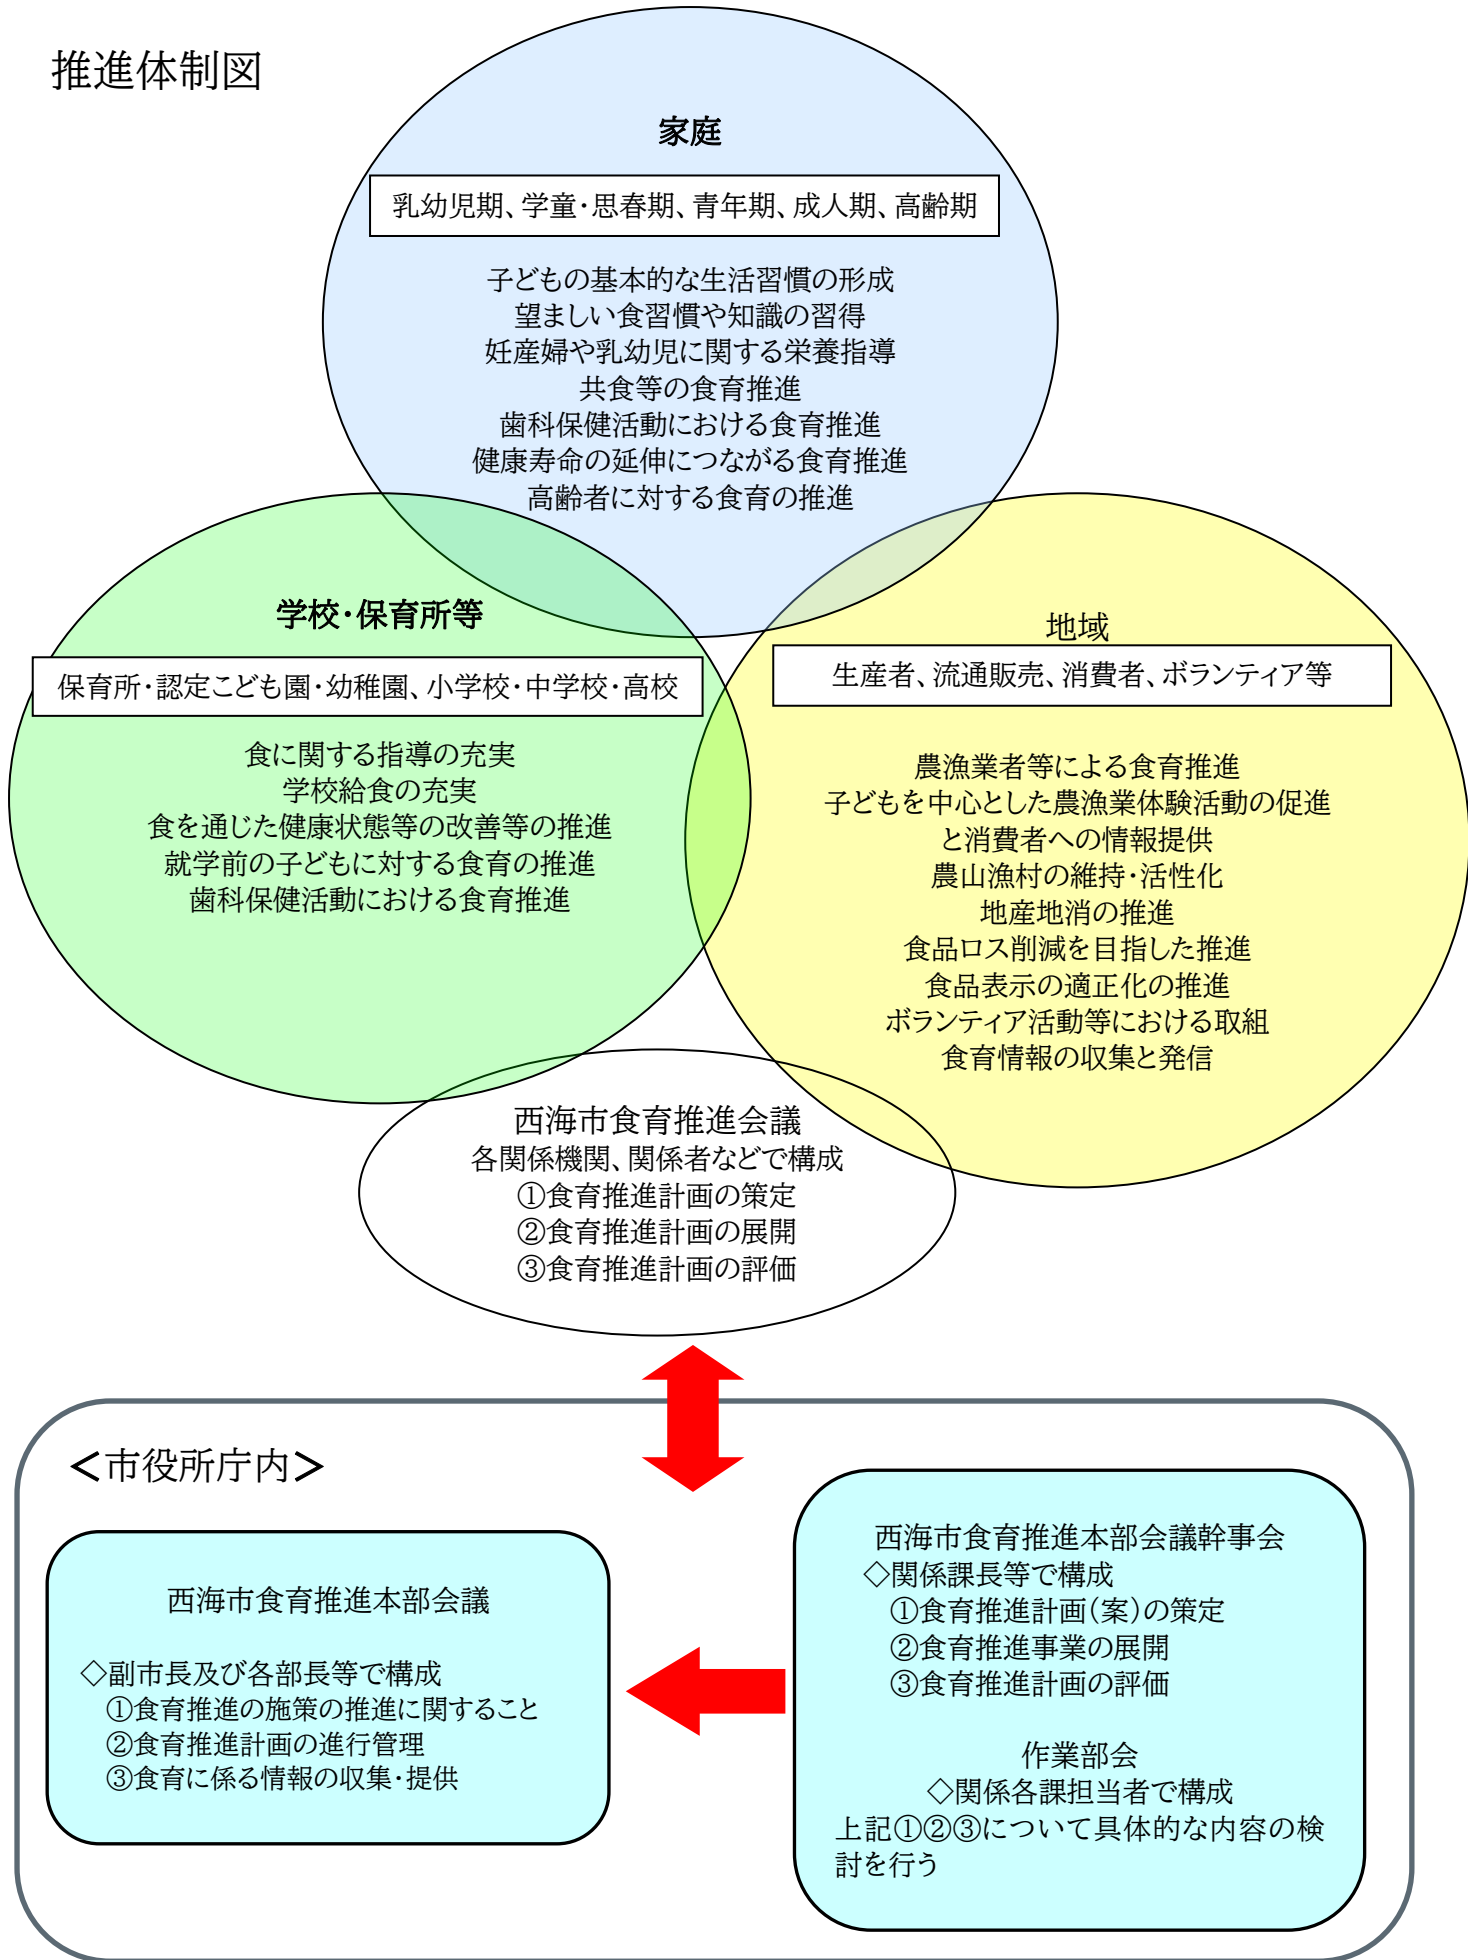 推進体制図
家庭
乳幼児期、学童・思春期、青年期、成人期、高齢期
子どもの基本的な生活習慣の形成
望ましい食習慣や知識の習得
妊産婦や乳幼児に関する栄養指導
共食等の食育推進
歯科保健活動における食育推進
健康寿命の延伸につながる食育推進
高齢者に対する食育の推進
学校・保育所等
保育所・認定こども園・幼稚園、小学校・中学校・高校
食に関する指導の充実
学校給食の充実
食を通じた健康状態等の改善等の推進
就学前の子どもに対する食育の推進
歯科保健活動における食育推進
地域
生産者、流通販売、消費者、ボランティア等
農漁業者等による食育推進
子どもを中心とした農漁業体験活動の促進
と消費者への情報提供
農山漁村の維持・活性化
地産地消の推進
食品ロス削減を目指した推進
食品表示の適正化の推進
ボランティア活動等における取組
食育情報の収集と発信
西海市食育推進会議
各関係機関、関係者などで構成
①食育推進計画の策定
②食育推進計画の展開
③食育推進計画の評価
＜市役所庁内＞
西海市食育推進本部会議
◇副市長及び各部長等で構成
①食育推進の施策の推進に関すること
②食育推進計画の進行管理
③食育に係る情報の収集・提供
西海市食育推進本部会議幹事会
◇関係課長等で構成
①食育推進計画（案）の策定
②食育推進事業の展開
③食育推進計画の評価
作業部会
◇関係各課担当者で構成
上記①②③について具体的な内容の検
討を行う